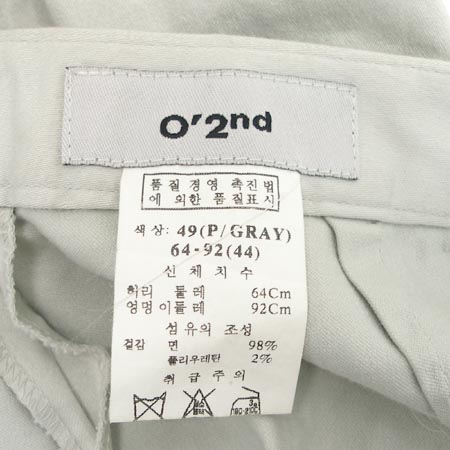 O'2nd
품질경영 촉진법
에 의한 품질표시
색상: 49(P/GRAY)
64-92(44)
신체치수
허리 둘레 64Cm
엉덩이둘레 92Cm
섬유의 조성
겉감 면 98%
폴리우레탄 2%
취급주의